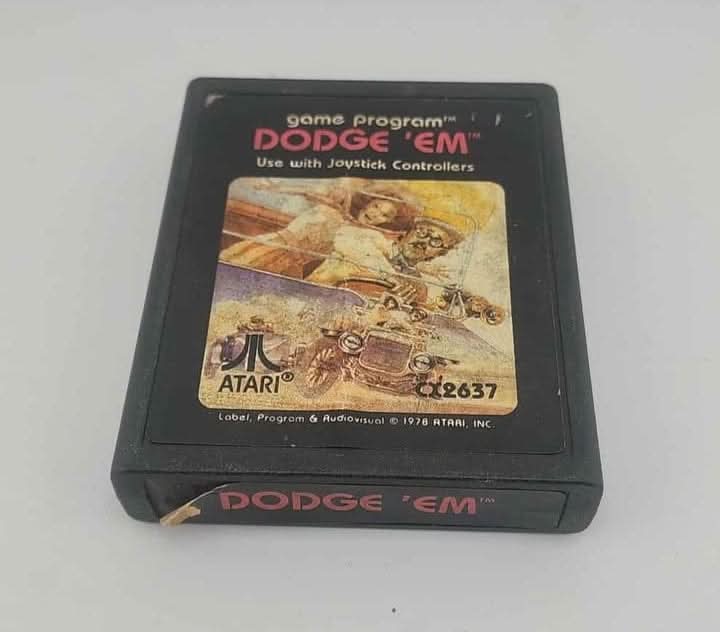 game program™
DODGE 'EM™
Use with Joystick Controllers
ATARI®
CX2637
Label, Program & Audiovisual © 1978 ATARI, INC.
DODGE 'EM™